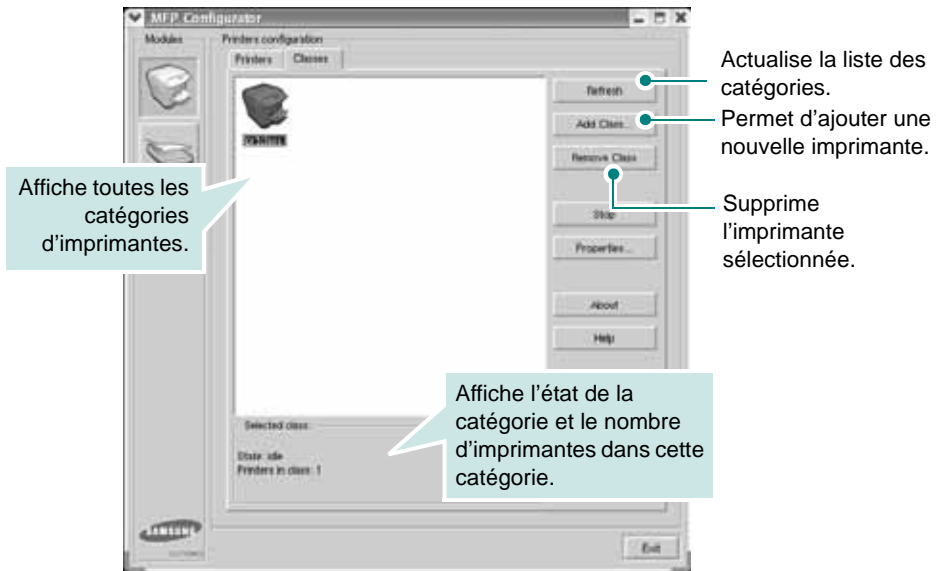 MFP Configurator
Modules
Printers configuration
Printers
Classes
Refresh
Add Class...
Remove Class
Stop
Properties...
About
Help
Selected class:
State: idle
Printers in class: 1
SAMSUNG
ELECTRONICS
Exit
Actualise la liste des
catégories.
Permet d'ajouter une
nouvelle imprimante.
Supprime
l'imprimante
sélectionnée.
Affiche toutes les
catégories
d'imprimantes.
Affiche l'état de la
catégorie et le nombre
d'imprimantes dans cette
catégorie.